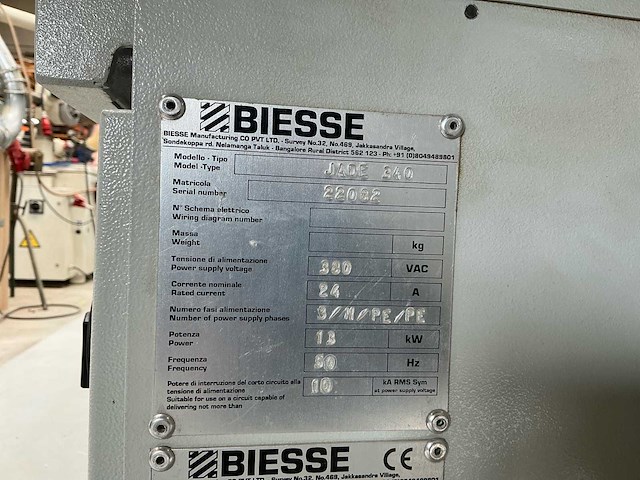 BIESSE
BIESSE Manufacturing CO PVT LTD. - Survey No.32, No.469, Jakkasandra Village,
Sondekoppa rd, Nelamanga Taluk - Bangalore Rural District 562 123 - Ph: +91 (0)8049489801
Modello - Tipo
Model -Type JADE 340
Matricola
Serial number
N° Schema elettrico
Wiring diagram number
Massa
Weight kg
Tensione di alimentazione
Power supply voltage 380 VAC
Corrente nominale
Rated current 24 A
Numero fasi alimentazione
Number of power supply phases 3/N/PE/PE
Potenza
Power 13 kW
Frequenza
Frequency 50 Hz
Potere di interruzione del corto circuito alla
tensione di alimentazione 10 kA RMS Sym
Suitable for use on a circuit capable of at power supply voltage
delivering not more than
BIESSE CE